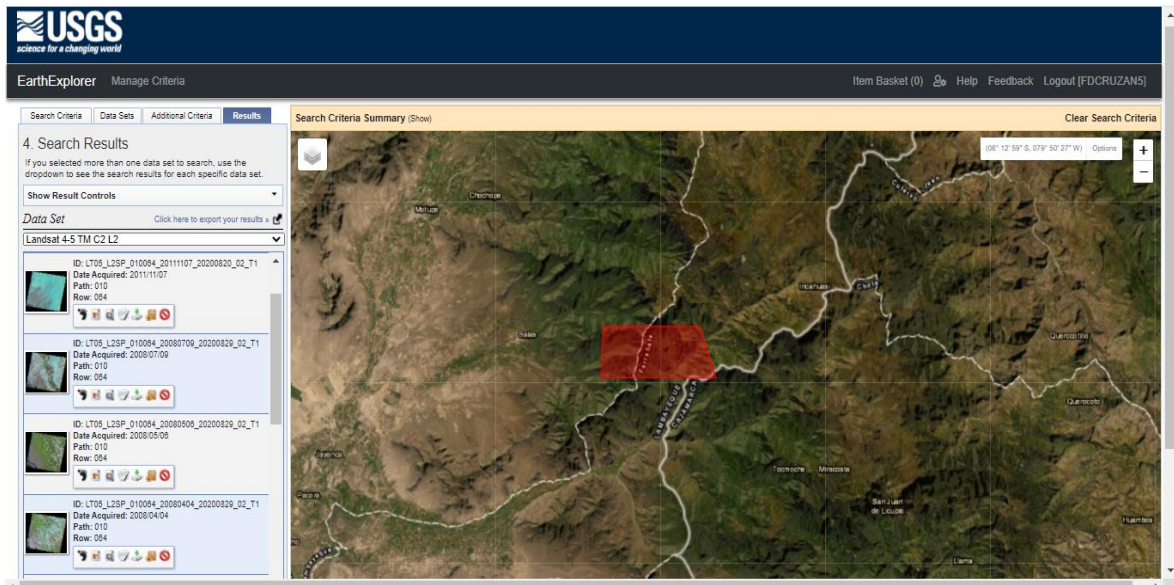 USGS
science for a changing world
EarthExplorer Manage Criteria Item Basket (0) Help Feedback Logout [FDCRUZAN5]
Search Criteria Data Sets Additional Criteria Results
4. Search Results
If you selected more than one data set to search, use the
dropdown to see the search results for each specific data set.
Show Result Controls
Data Set Click here to export your results »
Landsat 4-5 TM C2 L2
ID: LT05_L2SP_010064_20111107_20200820_02_T1
Date Acquired: 2011/11/07
Path: 010
Row: 064
ID: LT05_L2SP_010064_20080709_20200829_02_T1
Date Acquired: 2008/07/09
Path: 010
Row: 064
ID: LT05_L2SP_010064_20080506_20200829_02_T1
Date Acquired: 2008/05/06
Path: 010
Row: 064
ID: LT05_L2SP_010064_20080404_20200829_02_T1
Date Acquired: 2008/04/04
Path: 010
Row: 064
Search Criteria Summary (Show) Clear Search Criteria
(06° 12' 59" S, 079° 50' 27" W) Options
+
−
Chochope
Motupe
Incahuasi
Chota
Salas
Querocotillo
Ferreñafe
LAMBAYEQUE
CAJAMARCA
Querocoto
Jayanca
Tocmoche
Miracosta
Pacora
San Juan
de Licupis
Huambos
Llama
Lambayeque